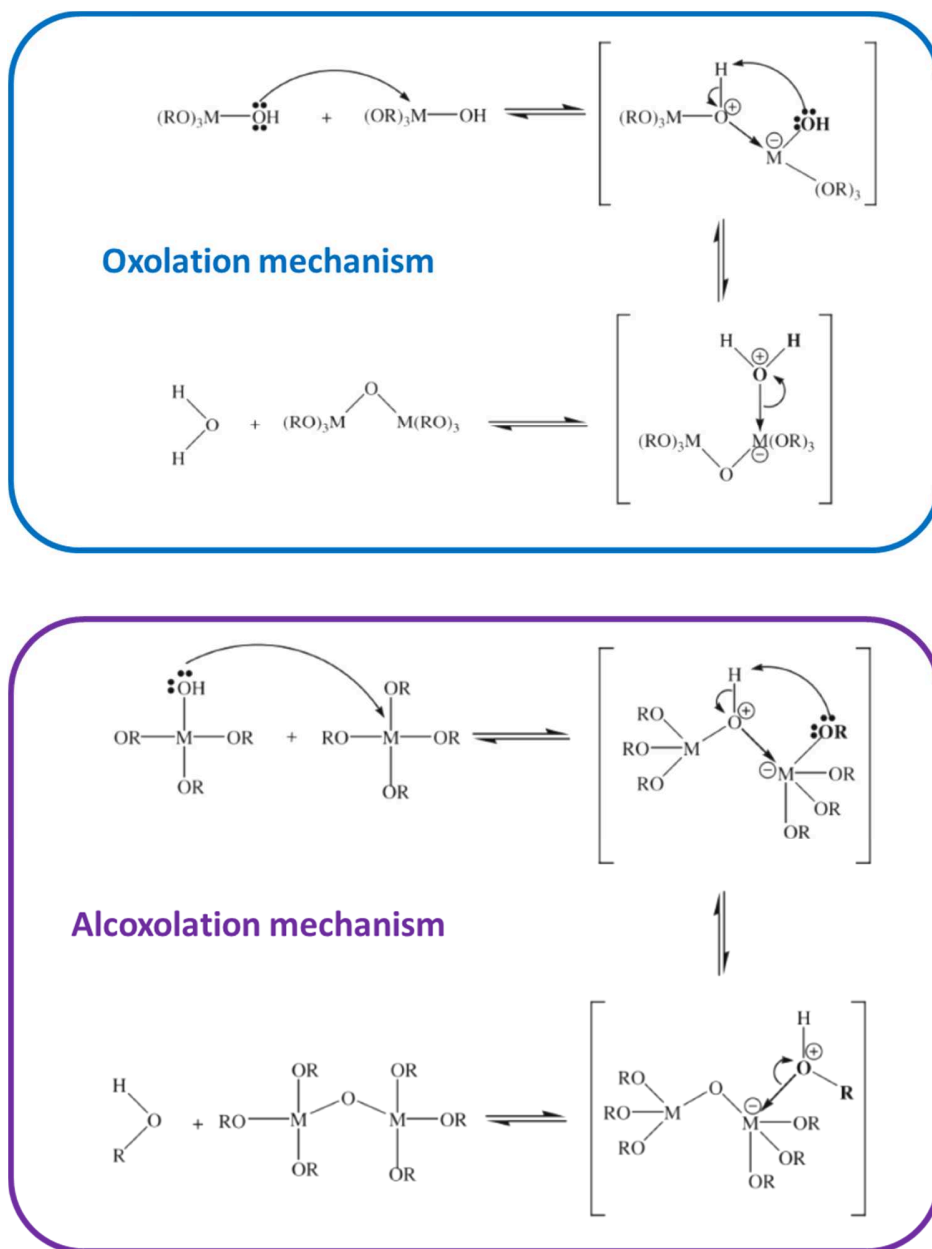 (RO)₃M—OH + (OR)₃M—OH
H
(RO)₃M—O⊕ OH
⊖
M
(OR)₃
Oxolation mechanism
H H
⊕
O
H
O + (RO)₃M O M(RO)₃
H
(RO)₃M M(OR)₃
O ⊖
OH OR
OR—M—OR + RO—M—OR
OR OR
H
RO O⊕ OR
RO—M ⊖M—OR
RO OR
OR
Alcoxolation mechanism
H
⊕
O
R
H OR OR
O + RO—M O M—OR
R OR OR
RO O ⊖
RO—M M—OR
RO OR
OR